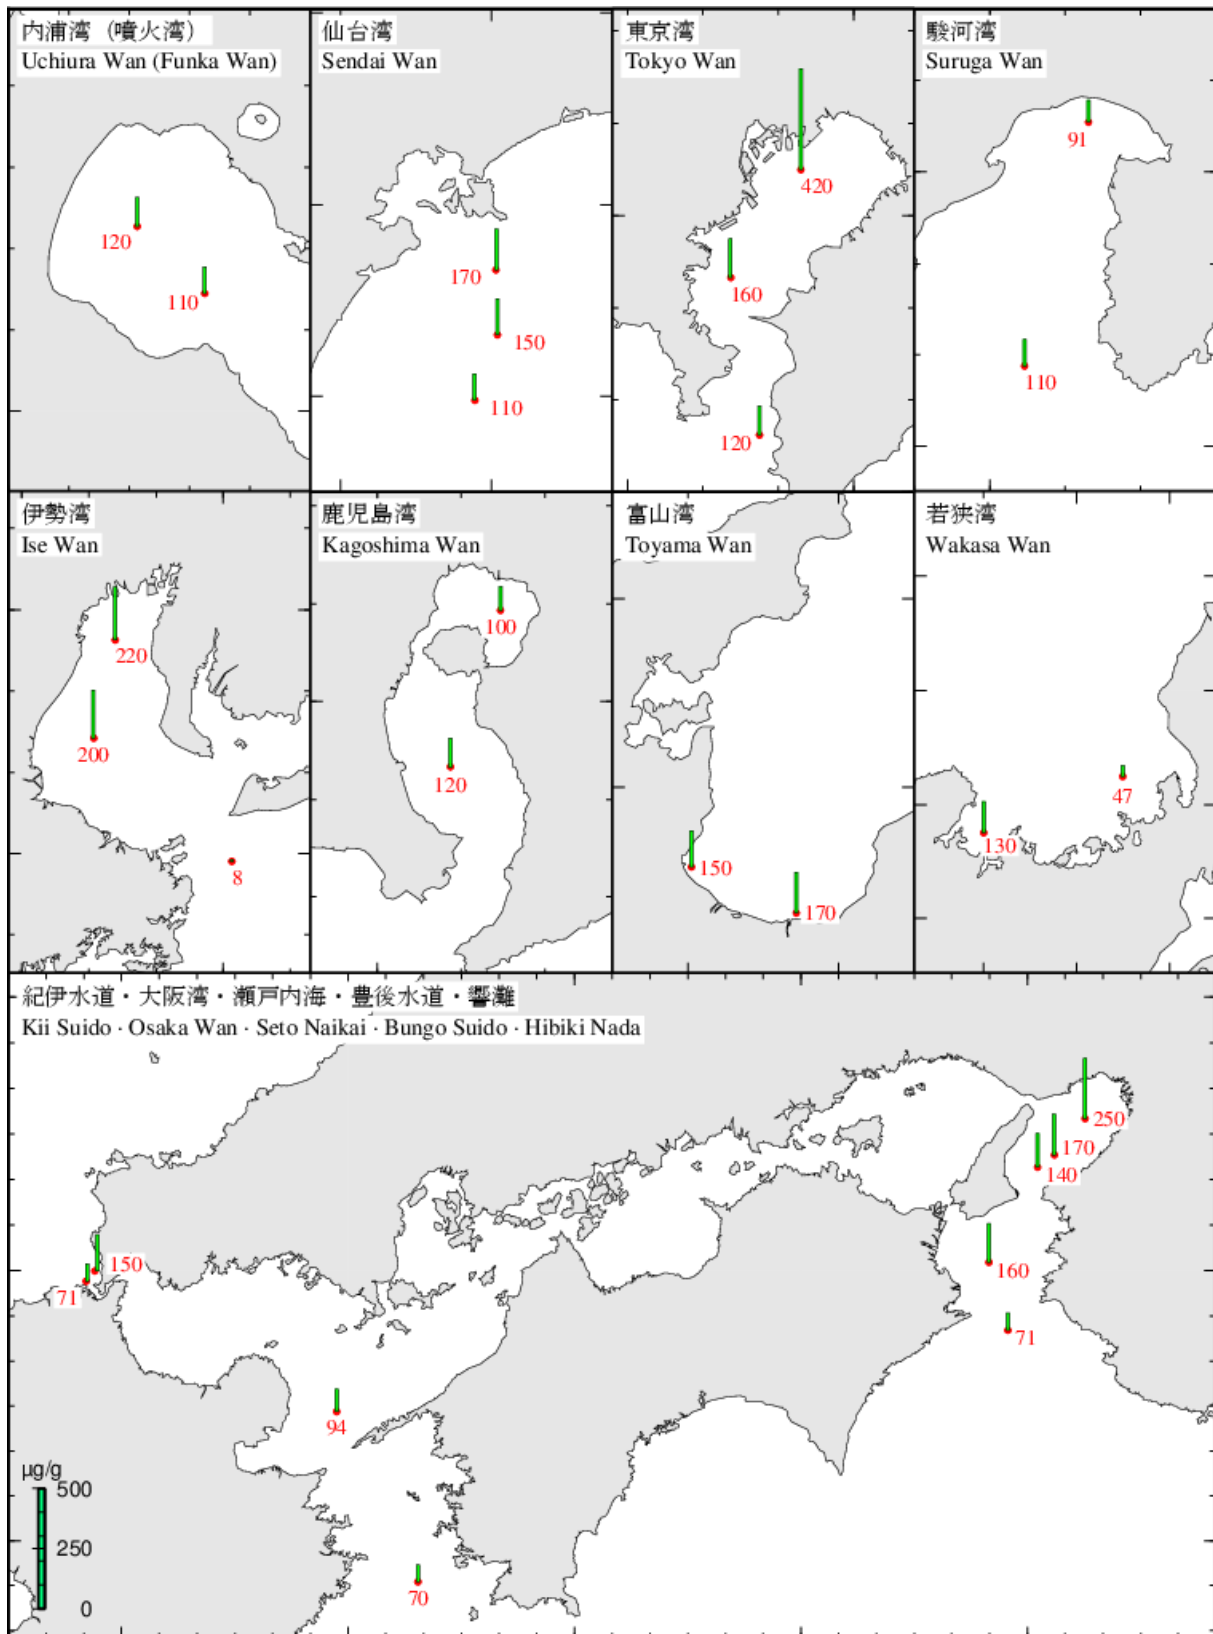 内浦湾（噴火湾）
Uchiura Wan (Funka Wan)
120
110
仙台湾
Sendai Wan
170
150
110
東京湾
Tokyo Wan
420
160
120
駿河湾
Suruga Wan
91
110
伊勢湾
Ise Wan
220
200
8
鹿児島湾
Kagoshima Wan
100
120
富山湾
Toyama Wan
150
170
若狭湾
Wakasa Wan
47
130
紀伊水道・大阪湾・瀬戸内海・豊後水道・響灘
Kii Suido · Osaka Wan · Seto Naikai · Bungo Suido · Hibiki Nada
250
170
140
150
71
160
71
94
70
µg/g
500
250
0